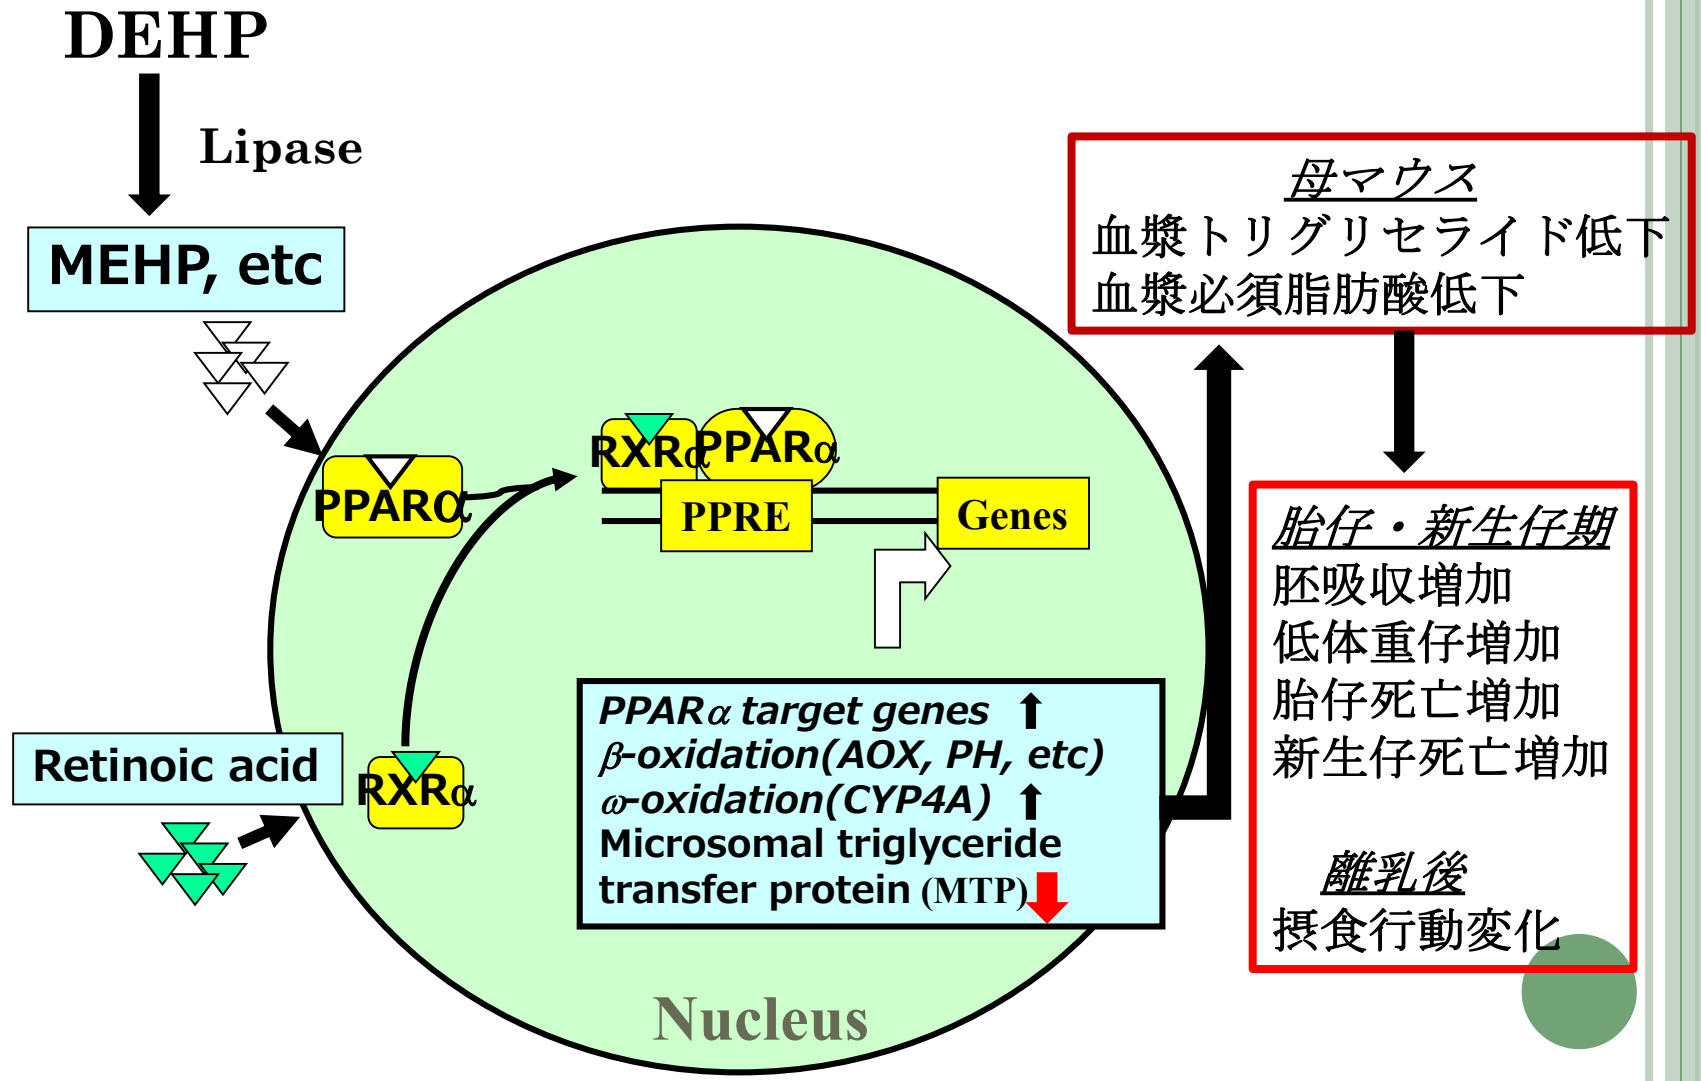 DEHP
Lipase
MEHP, etc
PPARα
RXRα
PPARα
PPRE
Genes
Retinoic acid
RXRα
PPARα target genes ⬆
β-oxidation(AOX, PH, etc)
ω-oxidation(CYP4A) ⬆
Microsomal triglyceride
transfer protein (MTP)⬇
Nucleus
母マウス
血漿トリグリセライド低下
血漿必須脂肪酸低下
胎仔・新生仔期
胚吸収増加
低体重仔増加
胎仔死亡増加
新生仔死亡増加
離乳後
摂食行動変化